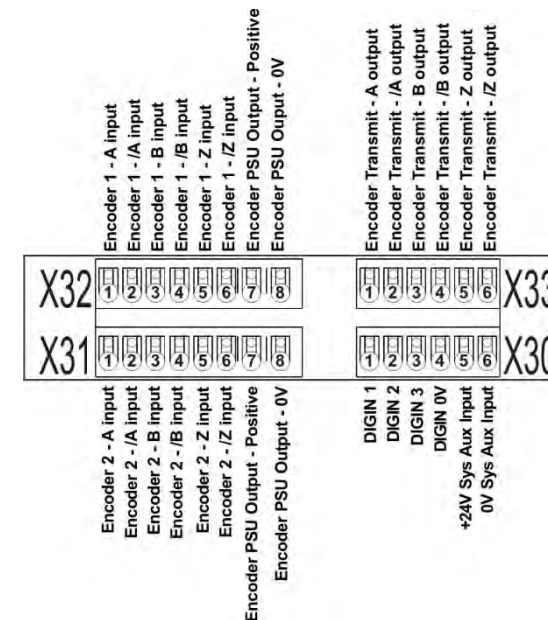 Encoder 1 - A input
Encoder 1 - /A input
Encoder 1 - B input
Encoder 1 - /B input
Encoder 1 - Z input
Encoder 1 - /Z input
Encoder PSU Output - Positive
Encoder PSU Ouput - 0V
Encoder Transmit - A output
Encoder Transmit - /A output
Encoder Transmit - B output
Encoder Transmit - /B output
Encoder Transmit - Z output
Encoder Transmit - /Z output
X32
1 2 3 4 5 6 7 8
1 2 3 4 5 6
X33
X31
1 2 3 4 5 6 7 8
1 2 3 4 5 6
X30
Encoder 2 - A input
Encoder 2 - /A input
Encoder 2 - B input
Encoder 2 - /B input
Encoder 2 - Z input
Encoder 2 - /Z input
Encoder PSU Output - Positive
Encoder PSU Output - 0V
DIGIN 1
DIGIN 2
DIGIN 3
DIGIN 0V
+24V Sys Aux Input
0V Sys Aux Input